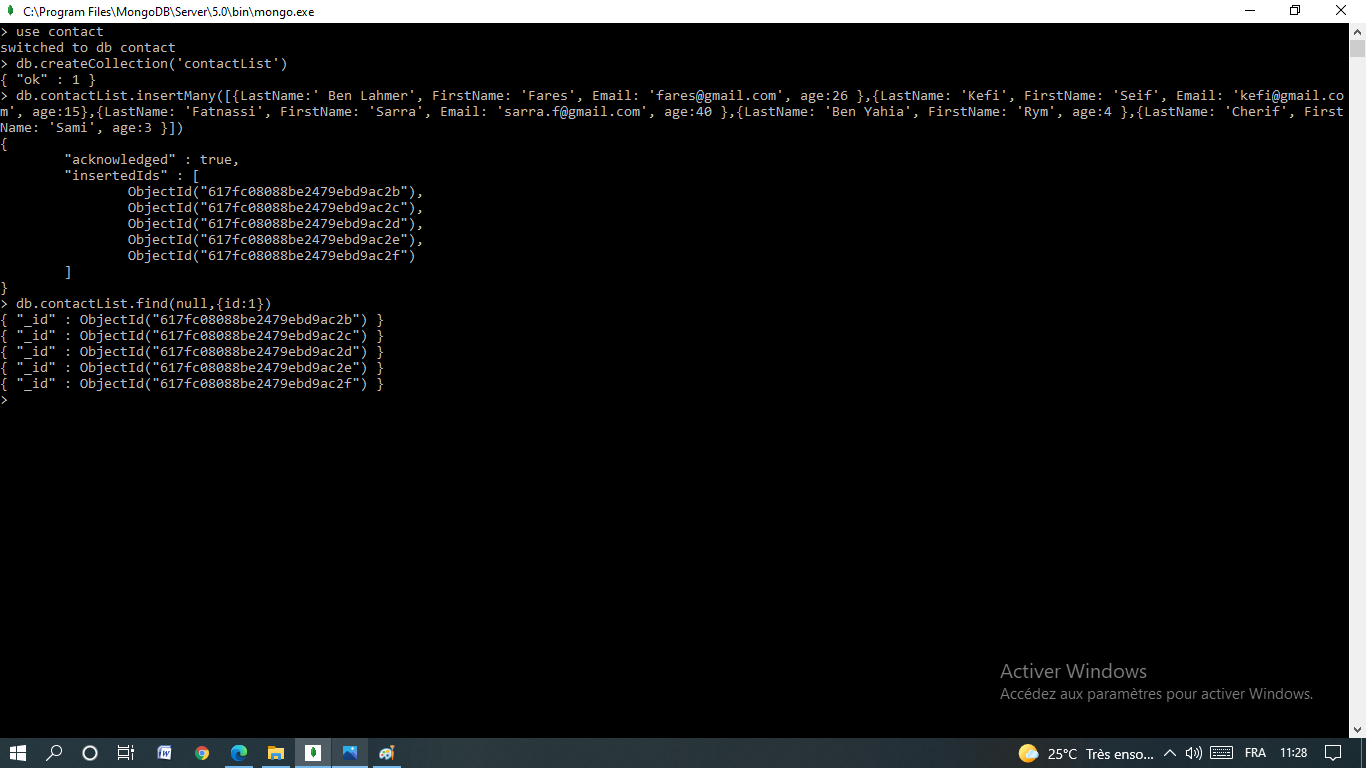 C:\Program Files\MongoDB\Server\5.0\bin\mongo.exe
> use contact
switched to db contact
> db.createCollection('contactList')
{ "ok" : 1 }
> db.contactList.insertMany([{LastName:' Ben Lahmer', FirstName: 'Fares', Email: 'fares@gmail.com', age:26 },{LastName: 'Kefi', FirstName: 'Seif', Email: 'kefi@gmail.co
m', age:15},{LastName: 'Fatnassi', FirstName: 'Sarra', Email: 'sarra.f@gmail.com', age:40 },{LastName: 'Ben Yahia', FirstName: 'Rym', age:4 },{LastName: 'Cherif', First
Name: 'Sami', age:3 }])
{
"acknowledged" : true,
"insertedIds" : [
ObjectId("617fc08088be2479ebd9ac2b"),
ObjectId("617fc08088be2479ebd9ac2c"),
ObjectId("617fc08088be2479ebd9ac2d"),
ObjectId("617fc08088be2479ebd9ac2e"),
ObjectId("617fc08088be2479ebd9ac2f")
]
}
> db.contactList.find(null,{id:1})
{ "_id" : ObjectId("617fc08088be2479ebd9ac2b") }
{ "_id" : ObjectId("617fc08088be2479ebd9ac2c") }
{ "_id" : ObjectId("617fc08088be2479ebd9ac2d") }
{ "_id" : ObjectId("617fc08088be2479ebd9ac2e") }
{ "_id" : ObjectId("617fc08088be2479ebd9ac2f") }
>
Activer Windows
Accédez aux paramètres pour activer Windows.
25°C Très enso... FRA 11:28